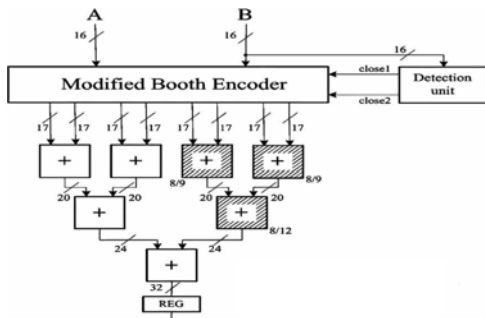 A B
16 16 16
close1
Modified Booth Encoder
Detection unit
close2
17 17 17 17 17 17 17 17
+ + + +
8/9 8/9
20 20 20 20
+ +
8/12
24 24
+
32
REG